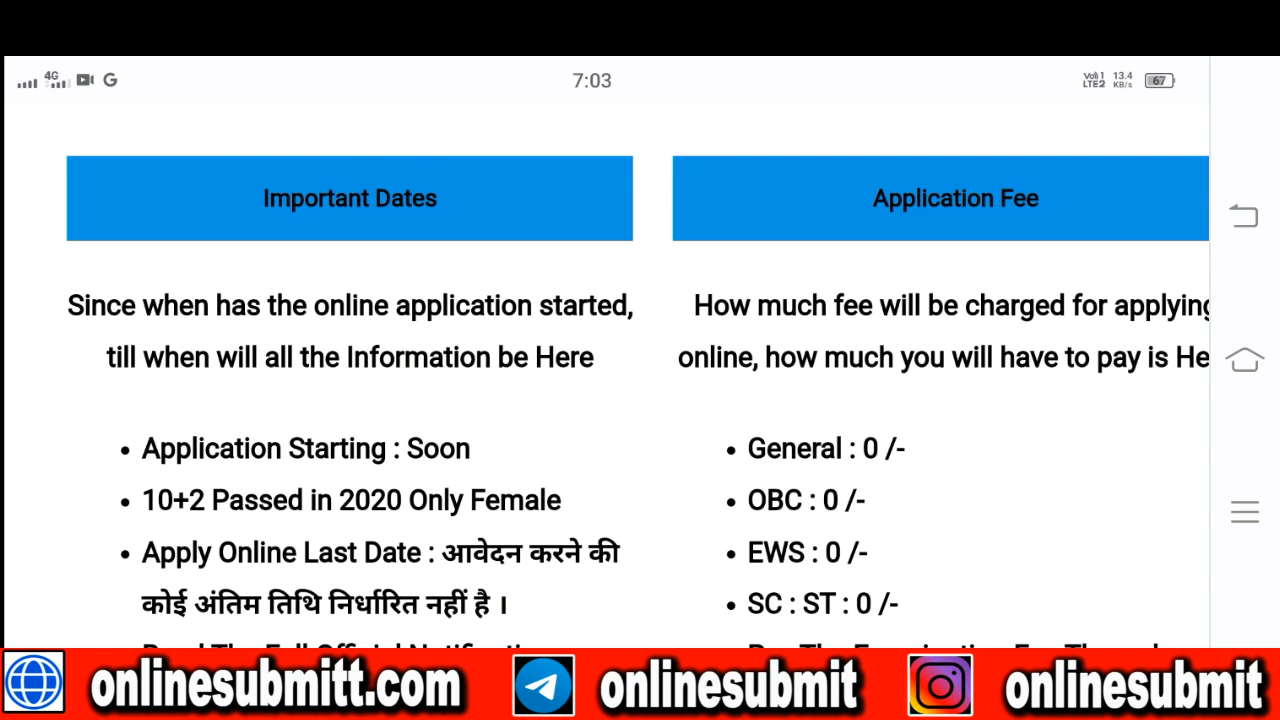 4G
7:03
Vo)) 1 LTE2
13.4 KB/s
67
Important Dates
Since when has the online application started,
till when will all the Information be Here
Application Starting : Soon
10+2 Passed in 2020 Only Female
Apply Online Last Date : आवेदन करने की
कोई अंतिम तिथि निर्धारित नहीं है ।
Application Fee
How much fee will be charged for applying
online, how much you will have to pay is He
General : 0 /-
OBC : 0 /-
EWS : 0 /-
SC : ST : 0 /-
onlinesubmitt.com
onlinesubmit
onlinesubmit